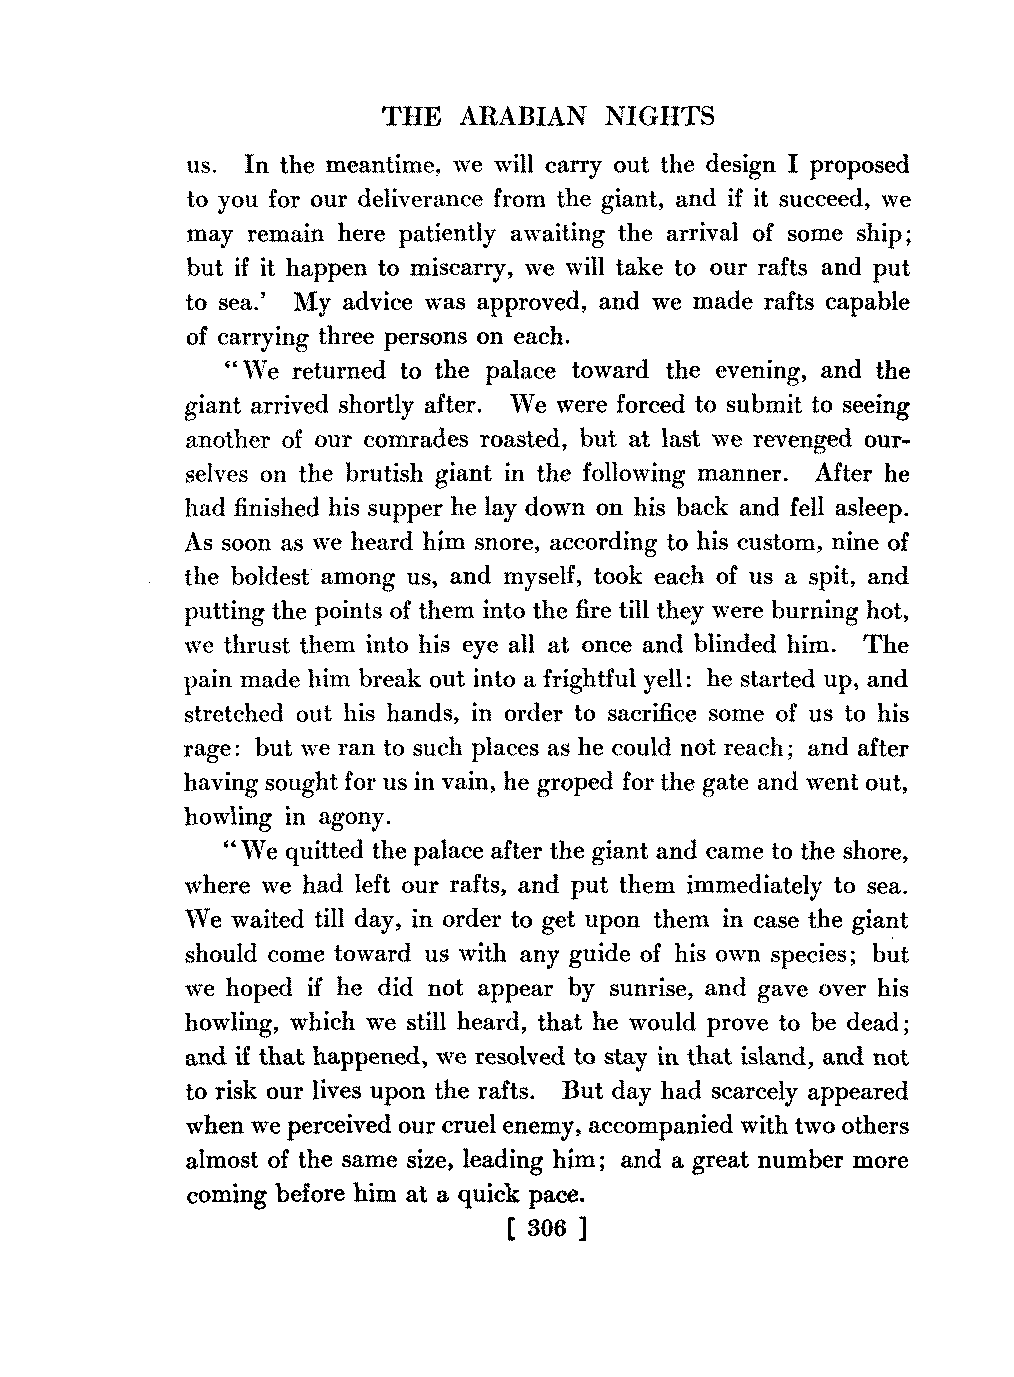 THE ARABIAN NIGHTS
us. In the meantime, we will carry out the design I proposed
to you for our deliverance from the giant, and if it succeed, we
may remain here patiently awaiting the arrival of some ship;
but if it happen to miscarry, we will take to our rafts and put
to sea.’ My advice was approved, and we made rafts capable
of carrying three persons on each.
“We returned to the palace toward the evening, and the
giant arrived shortly after. We were forced to submit to seeing
another of our comrades roasted, but at last we revenged our-
selves on the brutish giant in the following manner. After he
had finished his supper he lay down on his back and fell asleep.
As soon as we heard him snore, according to his custom, nine of
the boldest among us, and myself, took each of us a spit, and
putting the points of them into the fire till they were burning hot,
we thrust them into his eye all at once and blinded him. The
pain made him break out into a frightful yell: he started up, and
stretched out his hands, in order to sacrifice some of us to his
rage: but we ran to such places as he could not reach; and after
having sought for us in vain, he groped for the gate and went out,
howling in agony.
“We quitted the palace after the giant and came to the shore,
where we had left our rafts, and put them immediately to sea.
We waited till day, in order to get upon them in case the giant
should come toward us with any guide of his own species; but
we hoped if he did not appear by sunrise, and gave over his
howling, which we still heard, that he would prove to be dead;
and if that happened, we resolved to stay in that island, and not
to risk our lives upon the rafts. But day had scarcely appeared
when we perceived our cruel enemy, accompanied with two others
almost of the same size, leading him; and a great number more
coming before him at a quick pace.
[ 306 ]